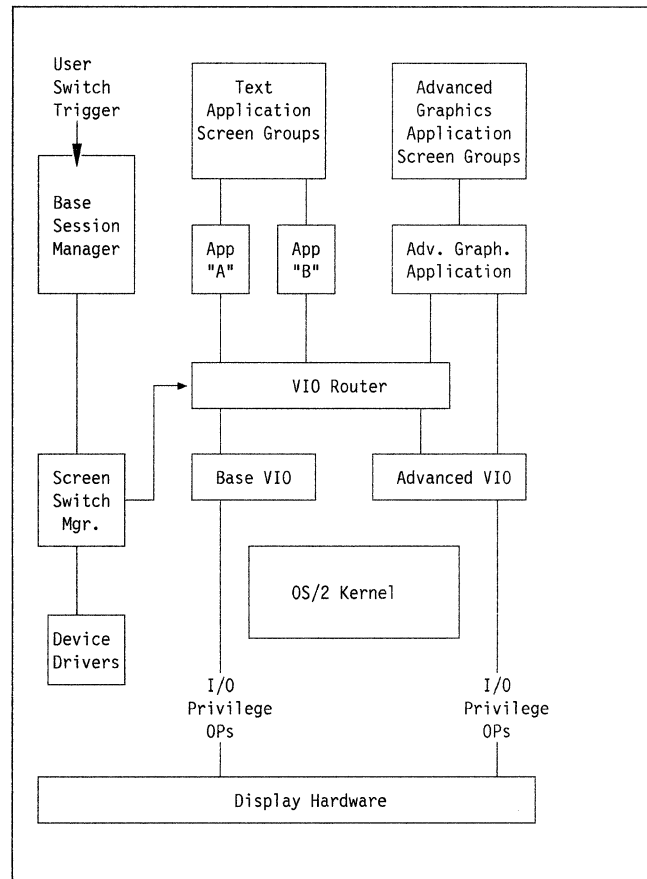 User
Switch
Trigger
Text
Application
Screen Groups
Advanced
Graphics
Application
Screen Groups
Base
Session
Manager
App
"A"
App
"B"
Adv. Graph.
Application
VIO Router
Screen
Switch
Mgr.
Base VIO
Advanced VIO
OS/2 Kernel
Device
Drivers
I/O
Privilege
OPs
I/O
Privilege
OPs
Display Hardware